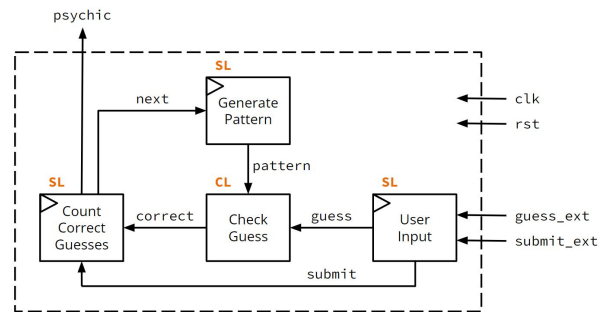 psychic
SL
next
Generate
Pattern
clk
rst
pattern
SL
CL
SL
Count
Correct
Guesses
correct
Check
Guess
guess
User
Input
guess_ext
submit_ext
submit